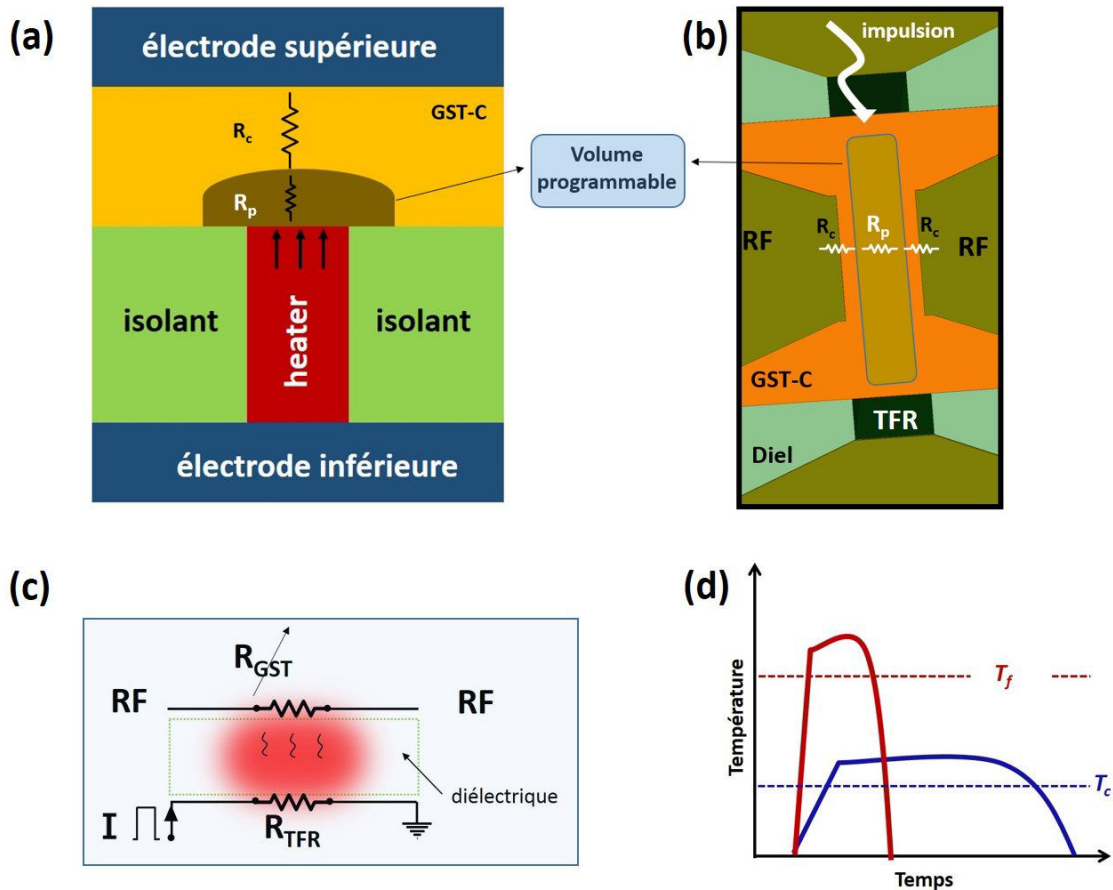 (a)
électrode supérieure
GST-C
Rc
Rp
isolant
heater
isolant
électrode inférieure
Volume
programmable
(b)
impulsion
Rc
Rp
Rc
RF
RF
GST-C
TFR
Diel
(c)
RGST
RF
RF
diélectrique
I
RTFR
(d)
Température
Tf
Tc
Temps